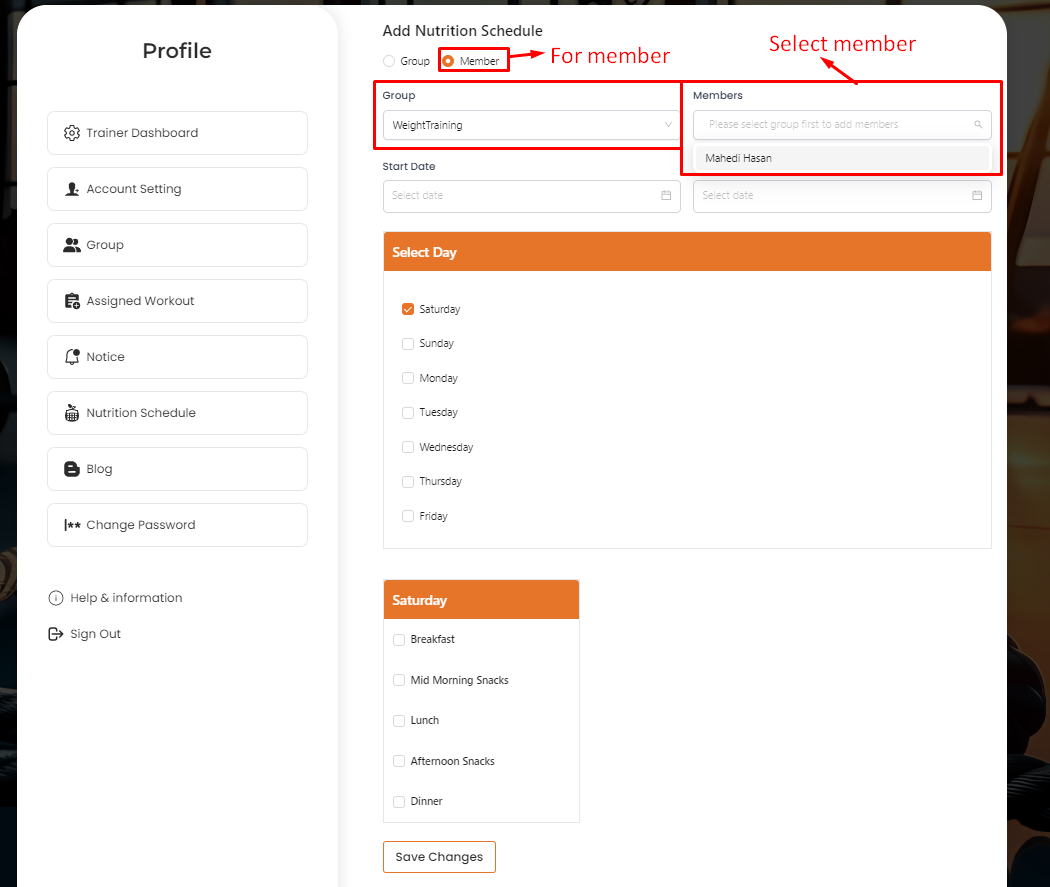 Profile
Trainer Dashboard
Account Setting
Group
Assigned Workout
Notice
Nutrition Schedule
Blog
Change Password
Help & information
Sign Out
Add Nutrition Schedule
Group
Member
For member
Select member
Group
Members
WeightTraining
Please select group first to add members
Mahedi Hasan
Start Date
Select date
Select date
Select Day
Saturday
Sunday
Monday
Tuesday
Wednesday
Thursday
Friday
Saturday
Breakfast
Mid Morning Snacks
Lunch
Afternoon Snacks
Dinner
Save Changes